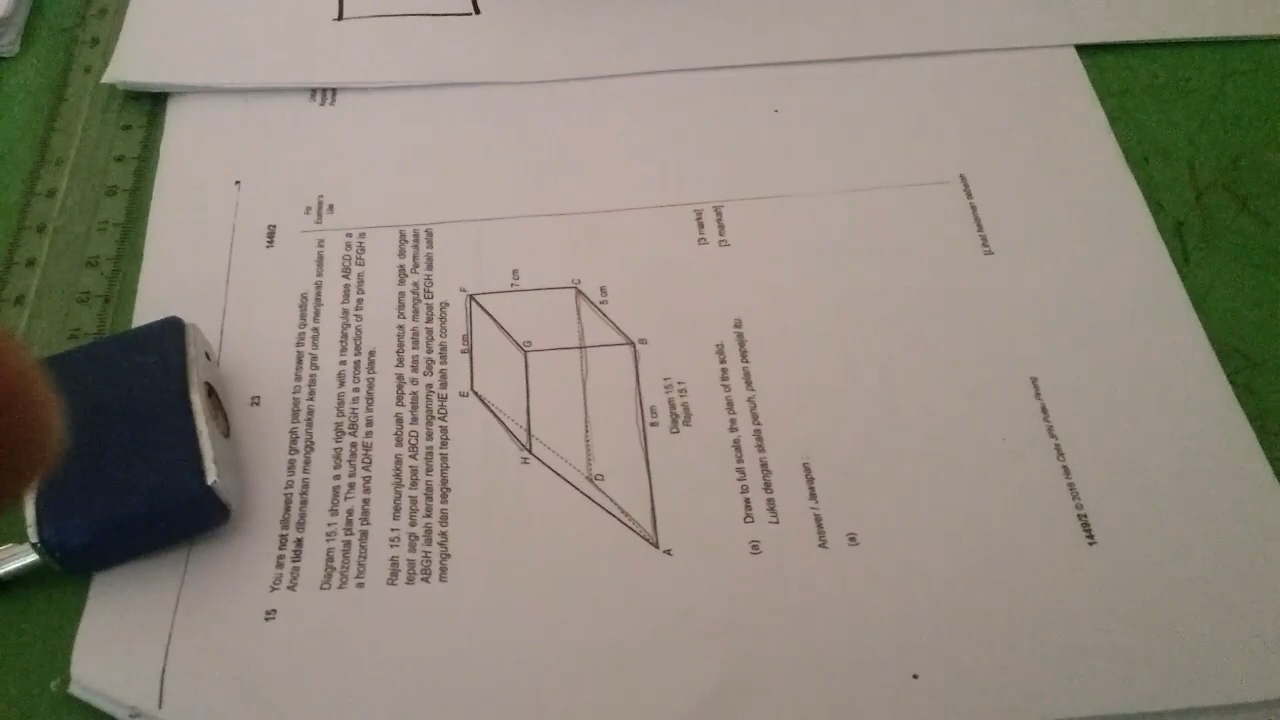 23
1449/2
15 You are not allowed to use graph paper to answer this question.
Anda tidak dibenarkan menggunakan kertas graf untuk menjawab soalan ini.
For
Examiner's
Use
Diagram 15.1 shows a solid right prism with a rectangular base ABCD on a
horizontal plane. The surface ABGH is a cross section of the prism. EFGH is
a horizontal plane and ADHE is an inclined plane.
Rajah 15.1 menunjukkan sebuah pepejal berbentuk prisma tegak dengan
tapak segi empat tepat ABCD terletak di atas satah mengufuk. Permukaan
ABGH ialah keratan rentas seragamnya. Segi empat tepat EFGH ialah satah
mengufuk dan segiempat tepat ADHE ialah satah condong.
E
F
H
G
7 cm
D
C
5 cm
A
8 cm
B
Diagram 15.1
Rajah 15.1
(a) Draw to full scale, the plan of the solid.
[3 marks]
Lukis dengan skala penuh, pelan pepejal itu.
[3 markah]
Answer / Jawapan :
(a)
[Lihat halaman sebelah
1449/2 © 2016 Hak Cipta JPN Pulau Pinang